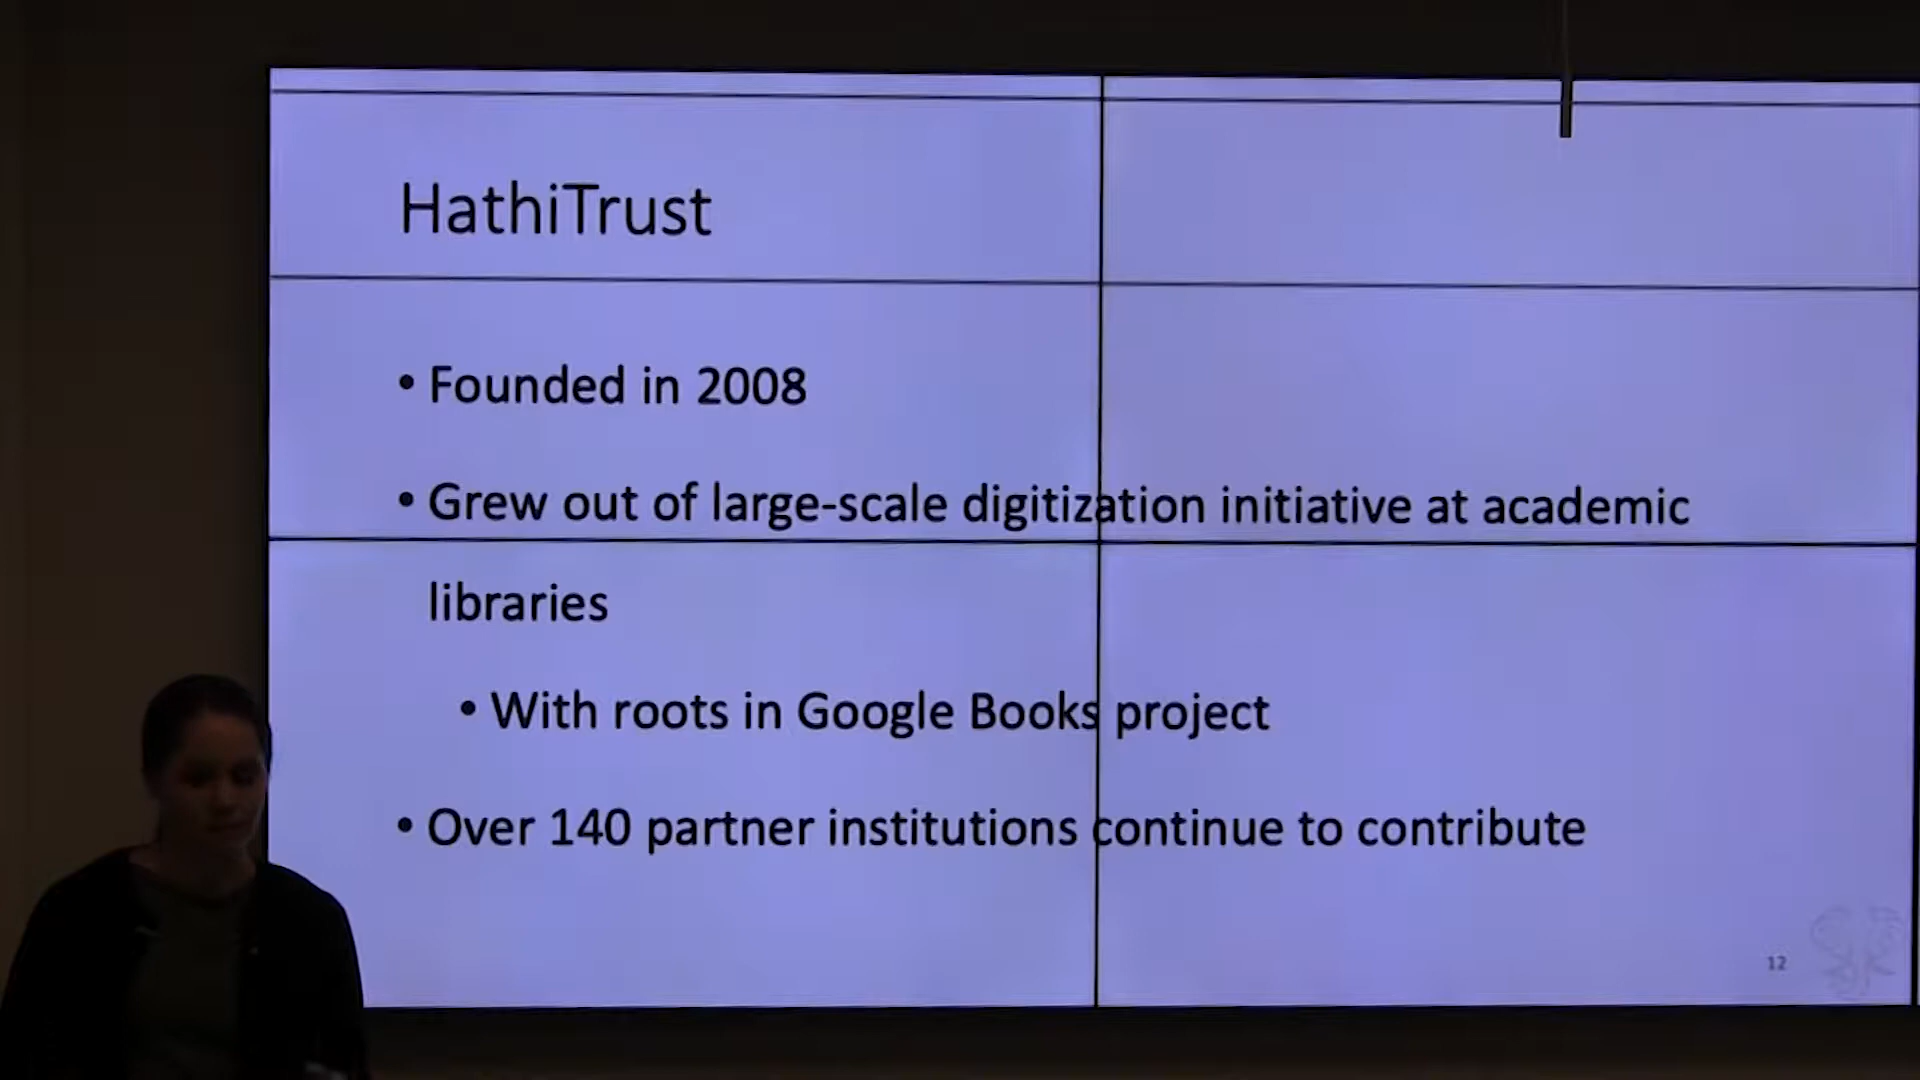 HathiTrust
• Founded in 2008
• Grew out of large-scale digitization initiative at academic
libraries
• With roots in Google Books project
• Over 140 partner institutions continue to contribute
12